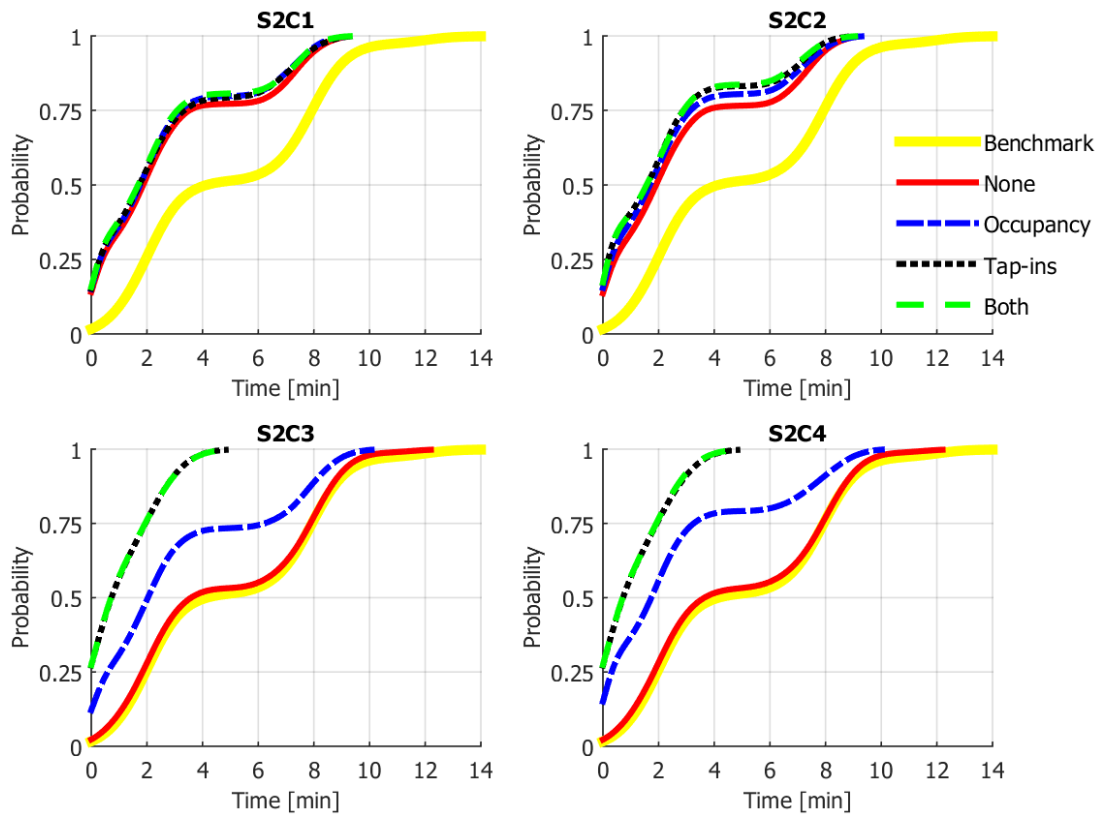 S2C1
1
0.75
0.5
0.25
0
Probability
0 2 4 6 8 10 12 14
Time [min]
S2C2
1
0.75
0.5
0.25
0
Probability
0 2 4 6 8 10 12 14
Time [min]
Benchmark
None
Occupancy
Tap-ins
Both
S2C3
1
0.75
0.5
0.25
0
Probability
0 2 4 6 8 10 12 14
Time [min]
S2C4
1
0.75
0.5
0.25
0
Probability
0 2 4 6 8 10 12 14
Time [min]